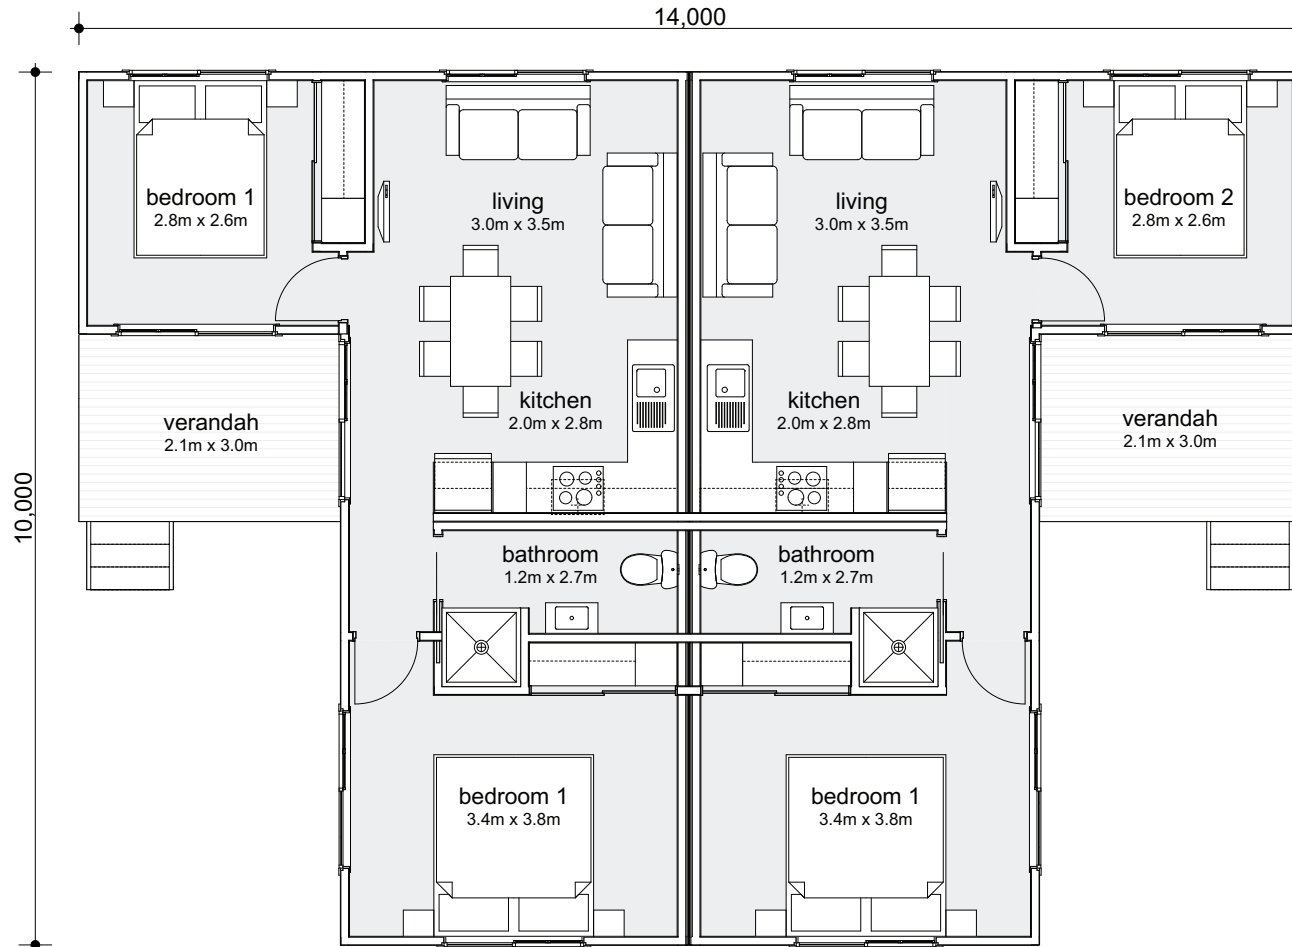 14,000
bedroom 1
2.8m x 2.6m
living
3.0m x 3.5m
living
3.0m x 3.5m
bedroom 2
2.8m x 2.6m
verandah
2.1m x 3.0m
kitchen
2.0m x 2.8m
kitchen
2.0m x 2.8m
verandah
2.1m x 3.0m
10,000
bathroom
1.2m x 2.7m
bathroom
1.2m x 2.7m
bedroom 1
3.4m x 3.8m
bedroom 1
3.4m x 3.8m